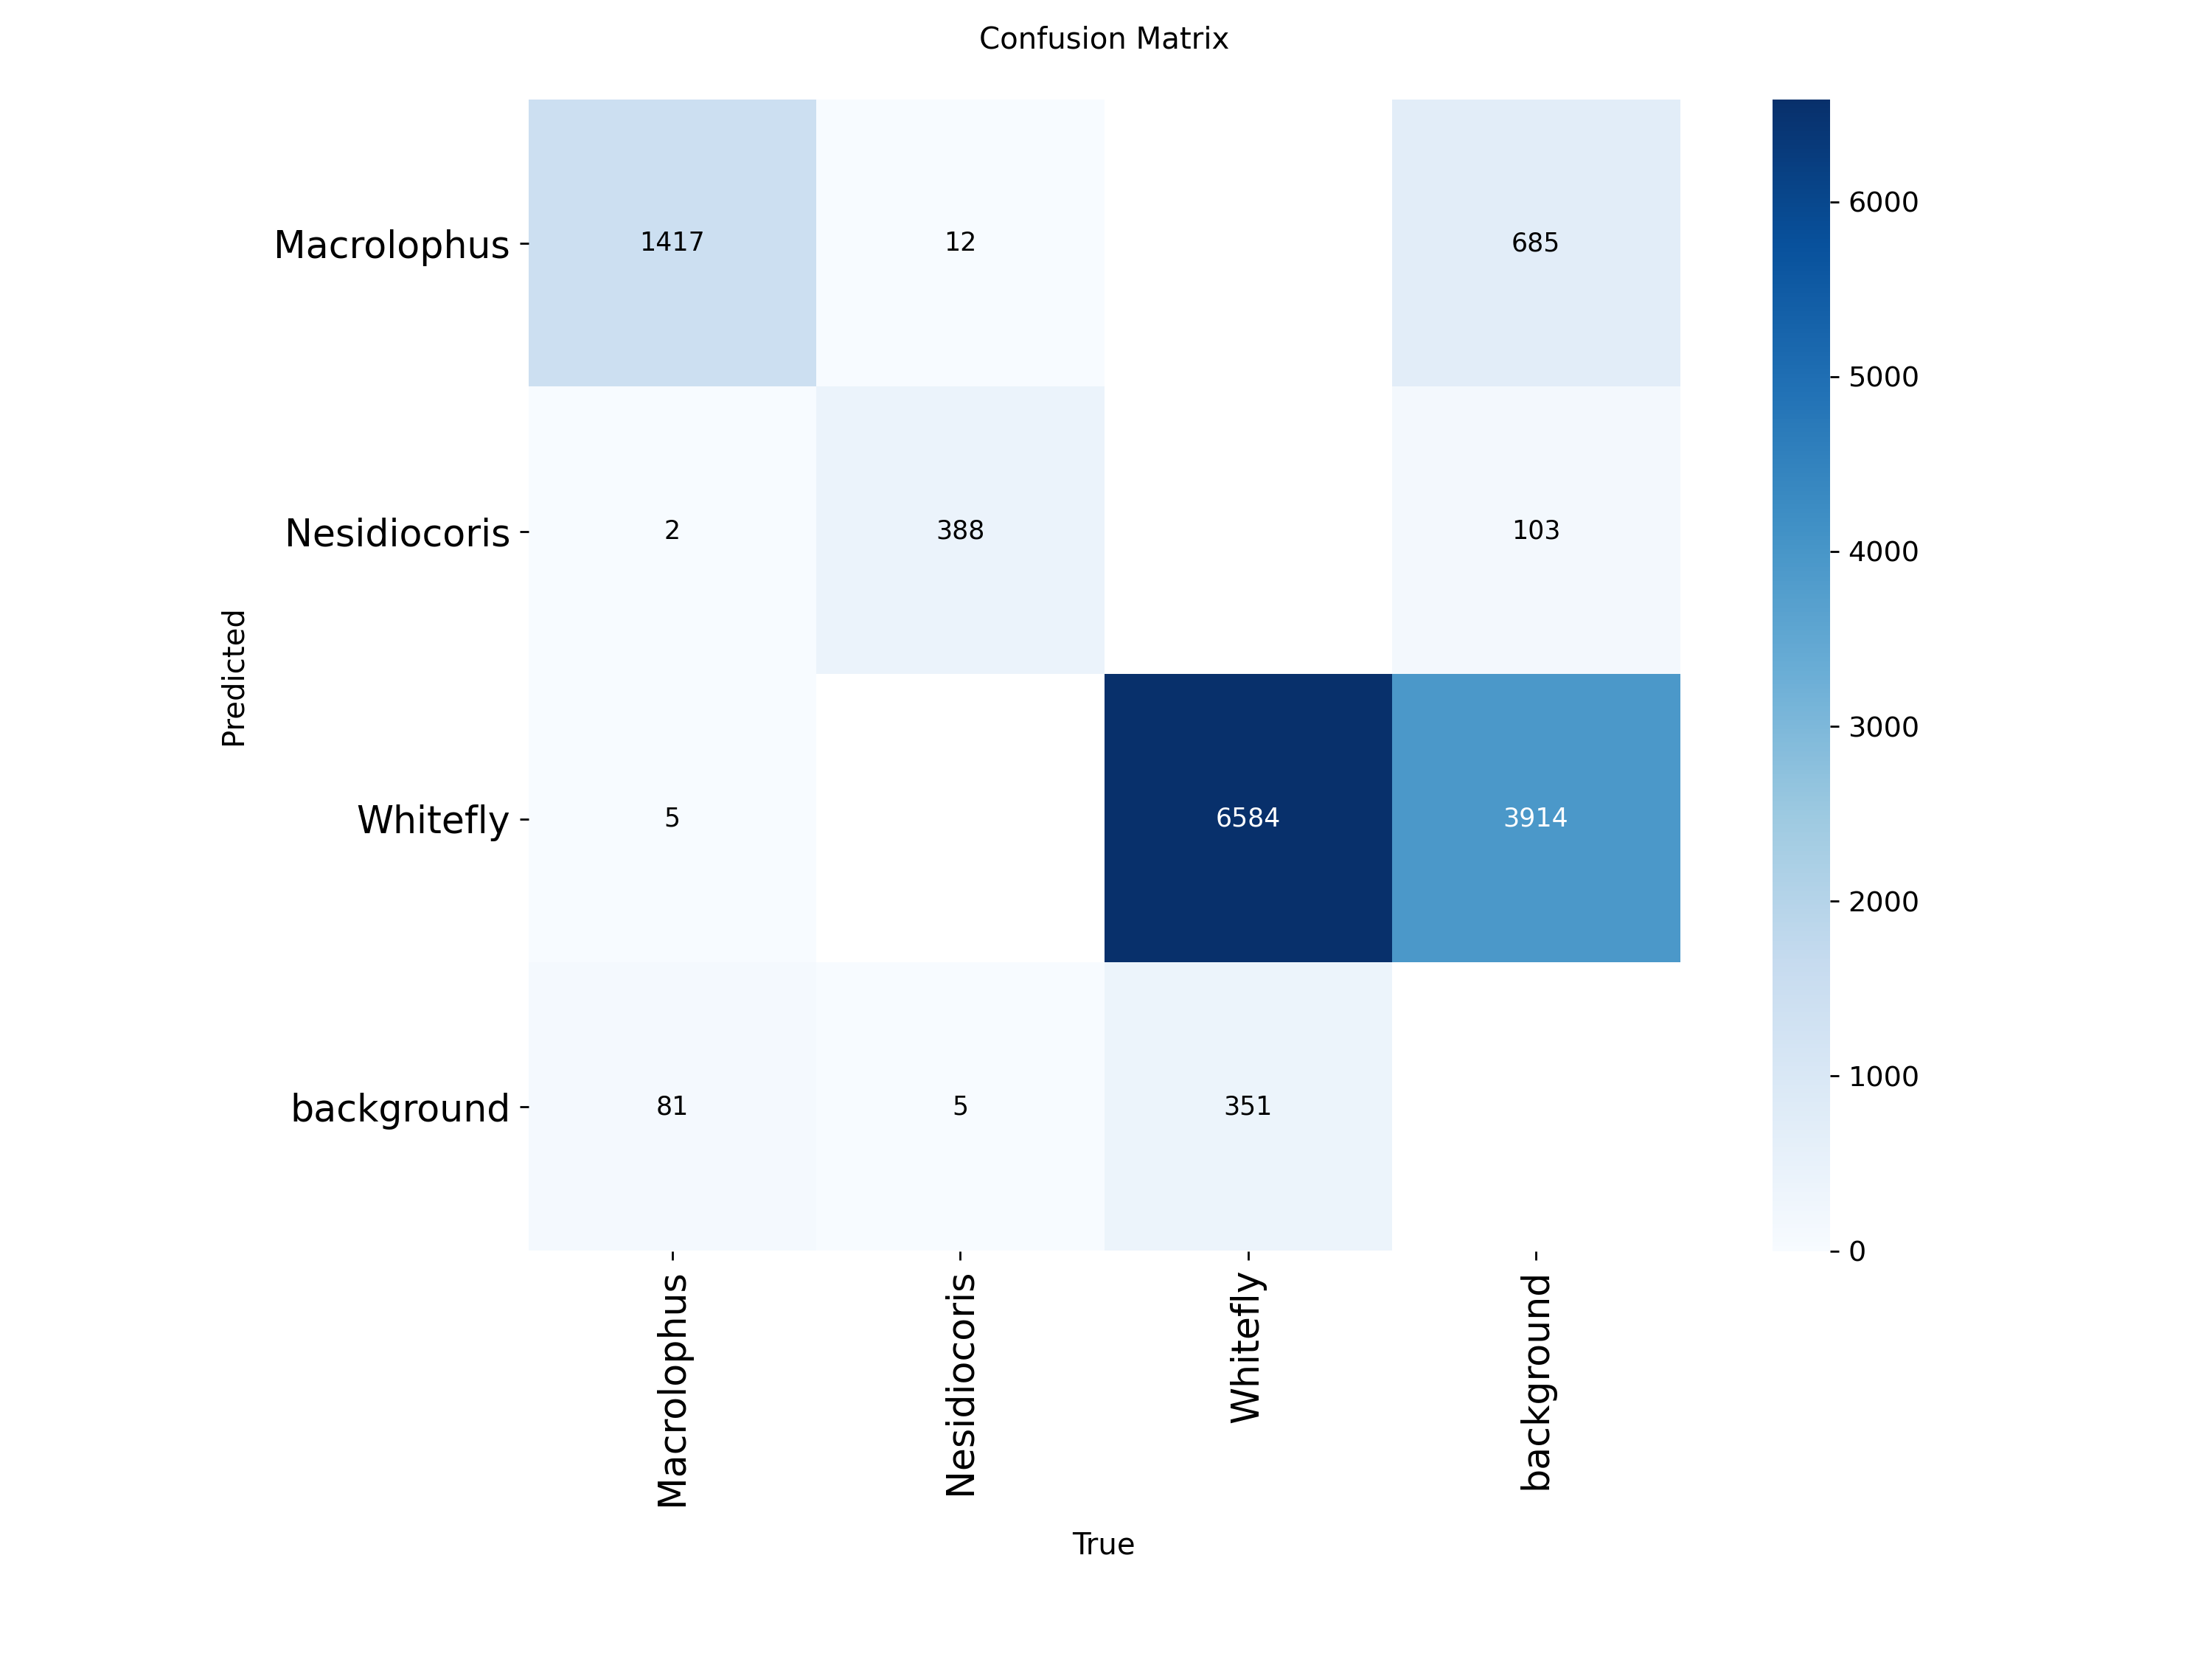 Confusion Matrix
Macrolophus
1417
12
685
6000
5000
Nesidiocoris
2
388
103
4000
Predicted
3000
Whitefly
5
6584
3914
2000
background
81
5
351
1000
0
Macrolophus
Nesidiocoris
Whitefly
background
True